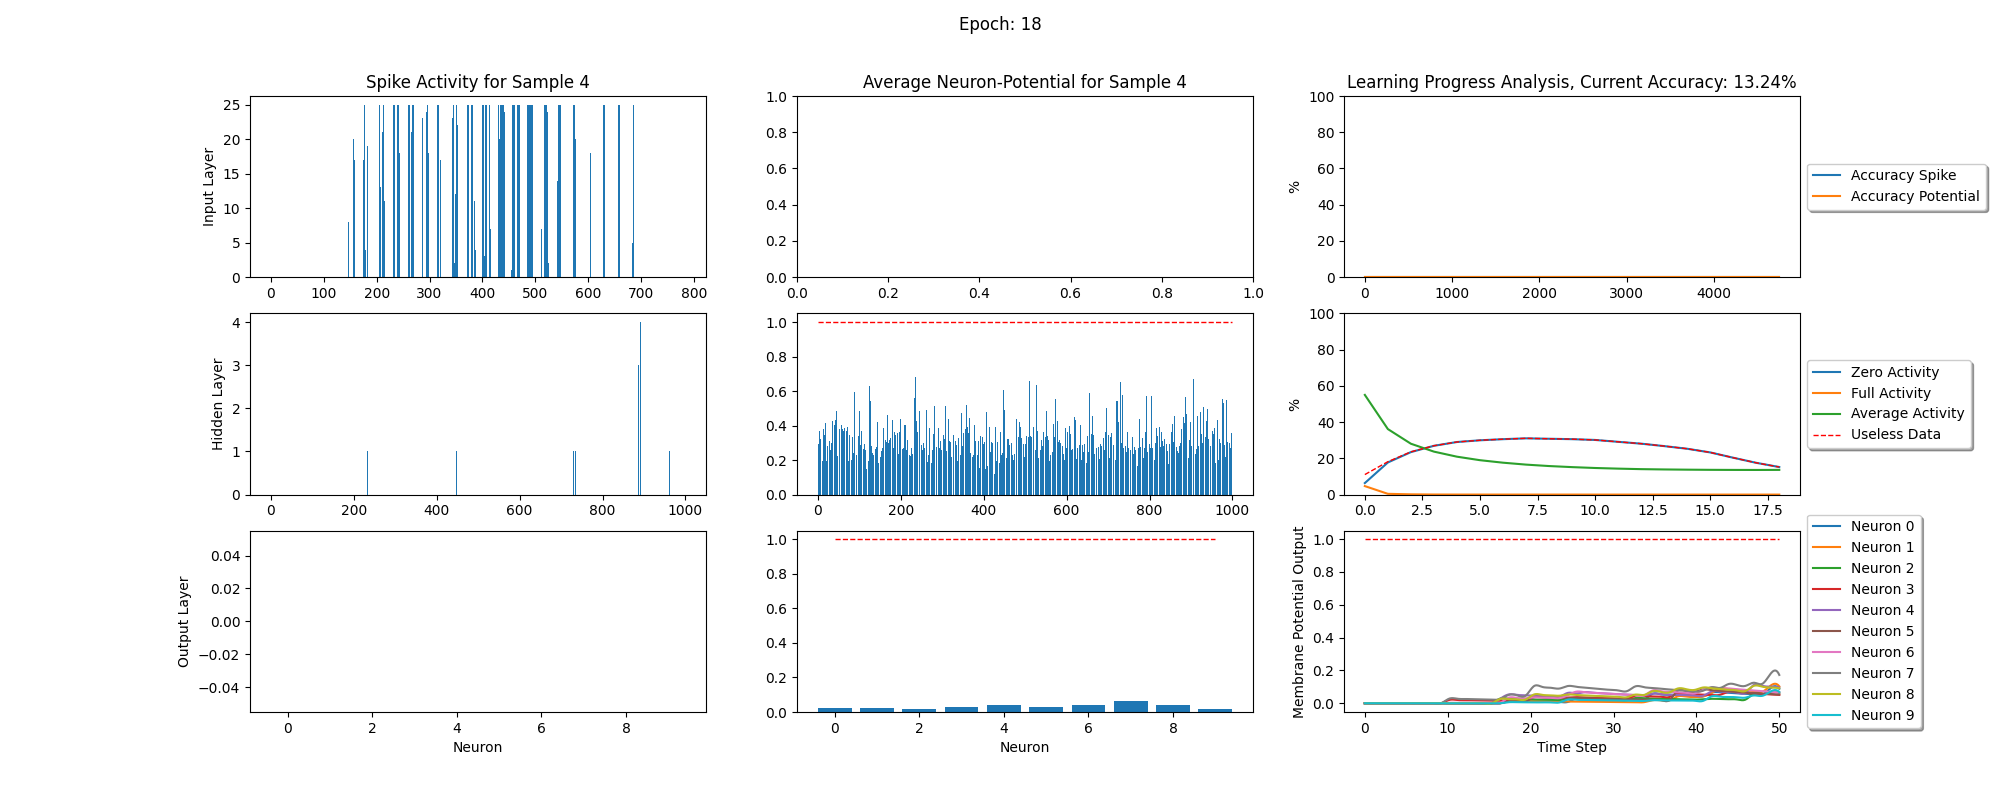 Epoch: 18
Spike Activity for Sample 4
Average Neuron-Potential for Sample 4
Learning Progress Analysis, Current Accuracy: 13.24%
Input Layer
25
20
15
10
5
0
0 100 200 300 400 500 600 700 800
1.0
0.8
0.6
0.4
0.2
0.0
0.0 0.2 0.4 0.6 0.8 1.0
%
100
80
60
40
20
0
0 1000 2000 3000 4000
Accuracy Spike
Accuracy Potential
Hidden Layer
4
3
2
1
0
0 200 400 600 800 1000
1.0
0.8
0.6
0.4
0.2
0.0
0 200 400 600 800 1000
%
100
80
60
40
20
0
0.0 2.5 5.0 7.5 10.0 12.5 15.0 17.5
Zero Activity
Full Activity
Average Activity
Useless Data
Output Layer
0.04
0.02
0.00
−0.02
−0.04
0 2 4 6 8
Neuron
1.0
0.8
0.6
0.4
0.2
0.0
0 2 4 6 8
Neuron
Membrane Potential Output
1.0
0.8
0.6
0.4
0.2
0.0
0 10 20 30 40 50
Time Step
Neuron 0
Neuron 1
Neuron 2
Neuron 3
Neuron 4
Neuron 5
Neuron 6
Neuron 7
Neuron 8
Neuron 9